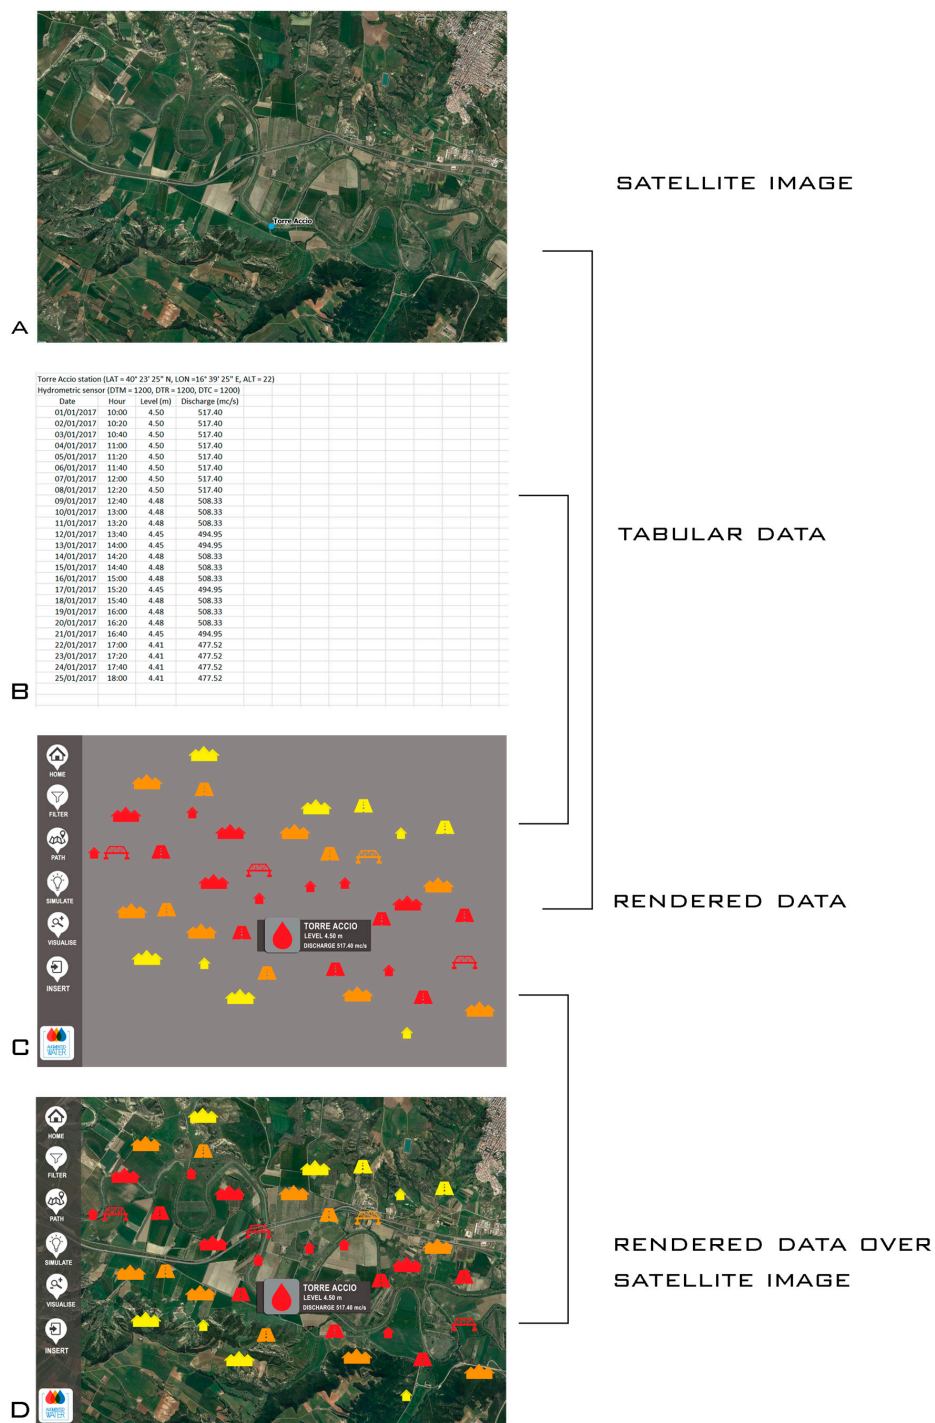 Torre Accio
A
SATELLITE IMAGE
Torre Accio station (LAT = 40° 23' 25" N, LON =16° 39' 25" E, ALT = 22)
Hydrometric sensor (DTM = 1200, DTR = 1200, DTC = 1200)
Date Hour Level (m) Discharge (mc/s)
01/01/2017 10:00 4.50 517.40
02/01/2017 10:20 4.50 517.40
03/01/2017 10:40 4.50 517.40
04/01/2017 11:00 4.50 517.40
05/01/2017 11:20 4.50 517.40
06/01/2017 11:40 4.50 517.40
07/01/2017 12:00 4.50 517.40
08/01/2017 12:20 4.50 517.40
09/01/2017 12:40 4.48 508.33
10/01/2017 13:00 4.48 508.33
11/01/2017 13:20 4.48 508.33
12/01/2017 13:40 4.45 494.95
13/01/2017 14:00 4.45 494.95
14/01/2017 14:20 4.48 508.33
15/01/2017 14:40 4.48 508.33
16/01/2017 15:00 4.48 508.33
17/01/2017 15:20 4.45 494.95
18/01/2017 15:40 4.48 508.33
19/01/2017 16:00 4.48 508.33
20/01/2017 16:20 4.48 508.33
21/01/2017 16:40 4.45 494.95
22/01/2017 17:00 4.41 477.52
23/01/2017 17:20 4.41 477.52
24/01/2017 17:40 4.41 477.52
25/01/2017 18:00 4.41 477.52
B
TABULAR DATA
HOME
FILTER
PATH
SIMULATE
VISUALISE
INSERT
TORRE ACCIO
LEVEL 4.50 m
DISCHARGE 517.40 mc/s
WATER
C
RENDERED DATA
HOME
FILTER
PATH
SIMULATE
VISUALISE
INSERT
TORRE ACCIO
LEVEL 4.50 m
DISCHARGE 517.40 mc/s
WATER
D
RENDERED DATA OVER
SATELLITE IMAGE